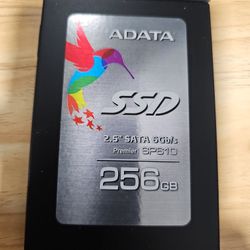 ADATA
SSD
2.5" SATA 6Gb/s
Premier SP610
256GB